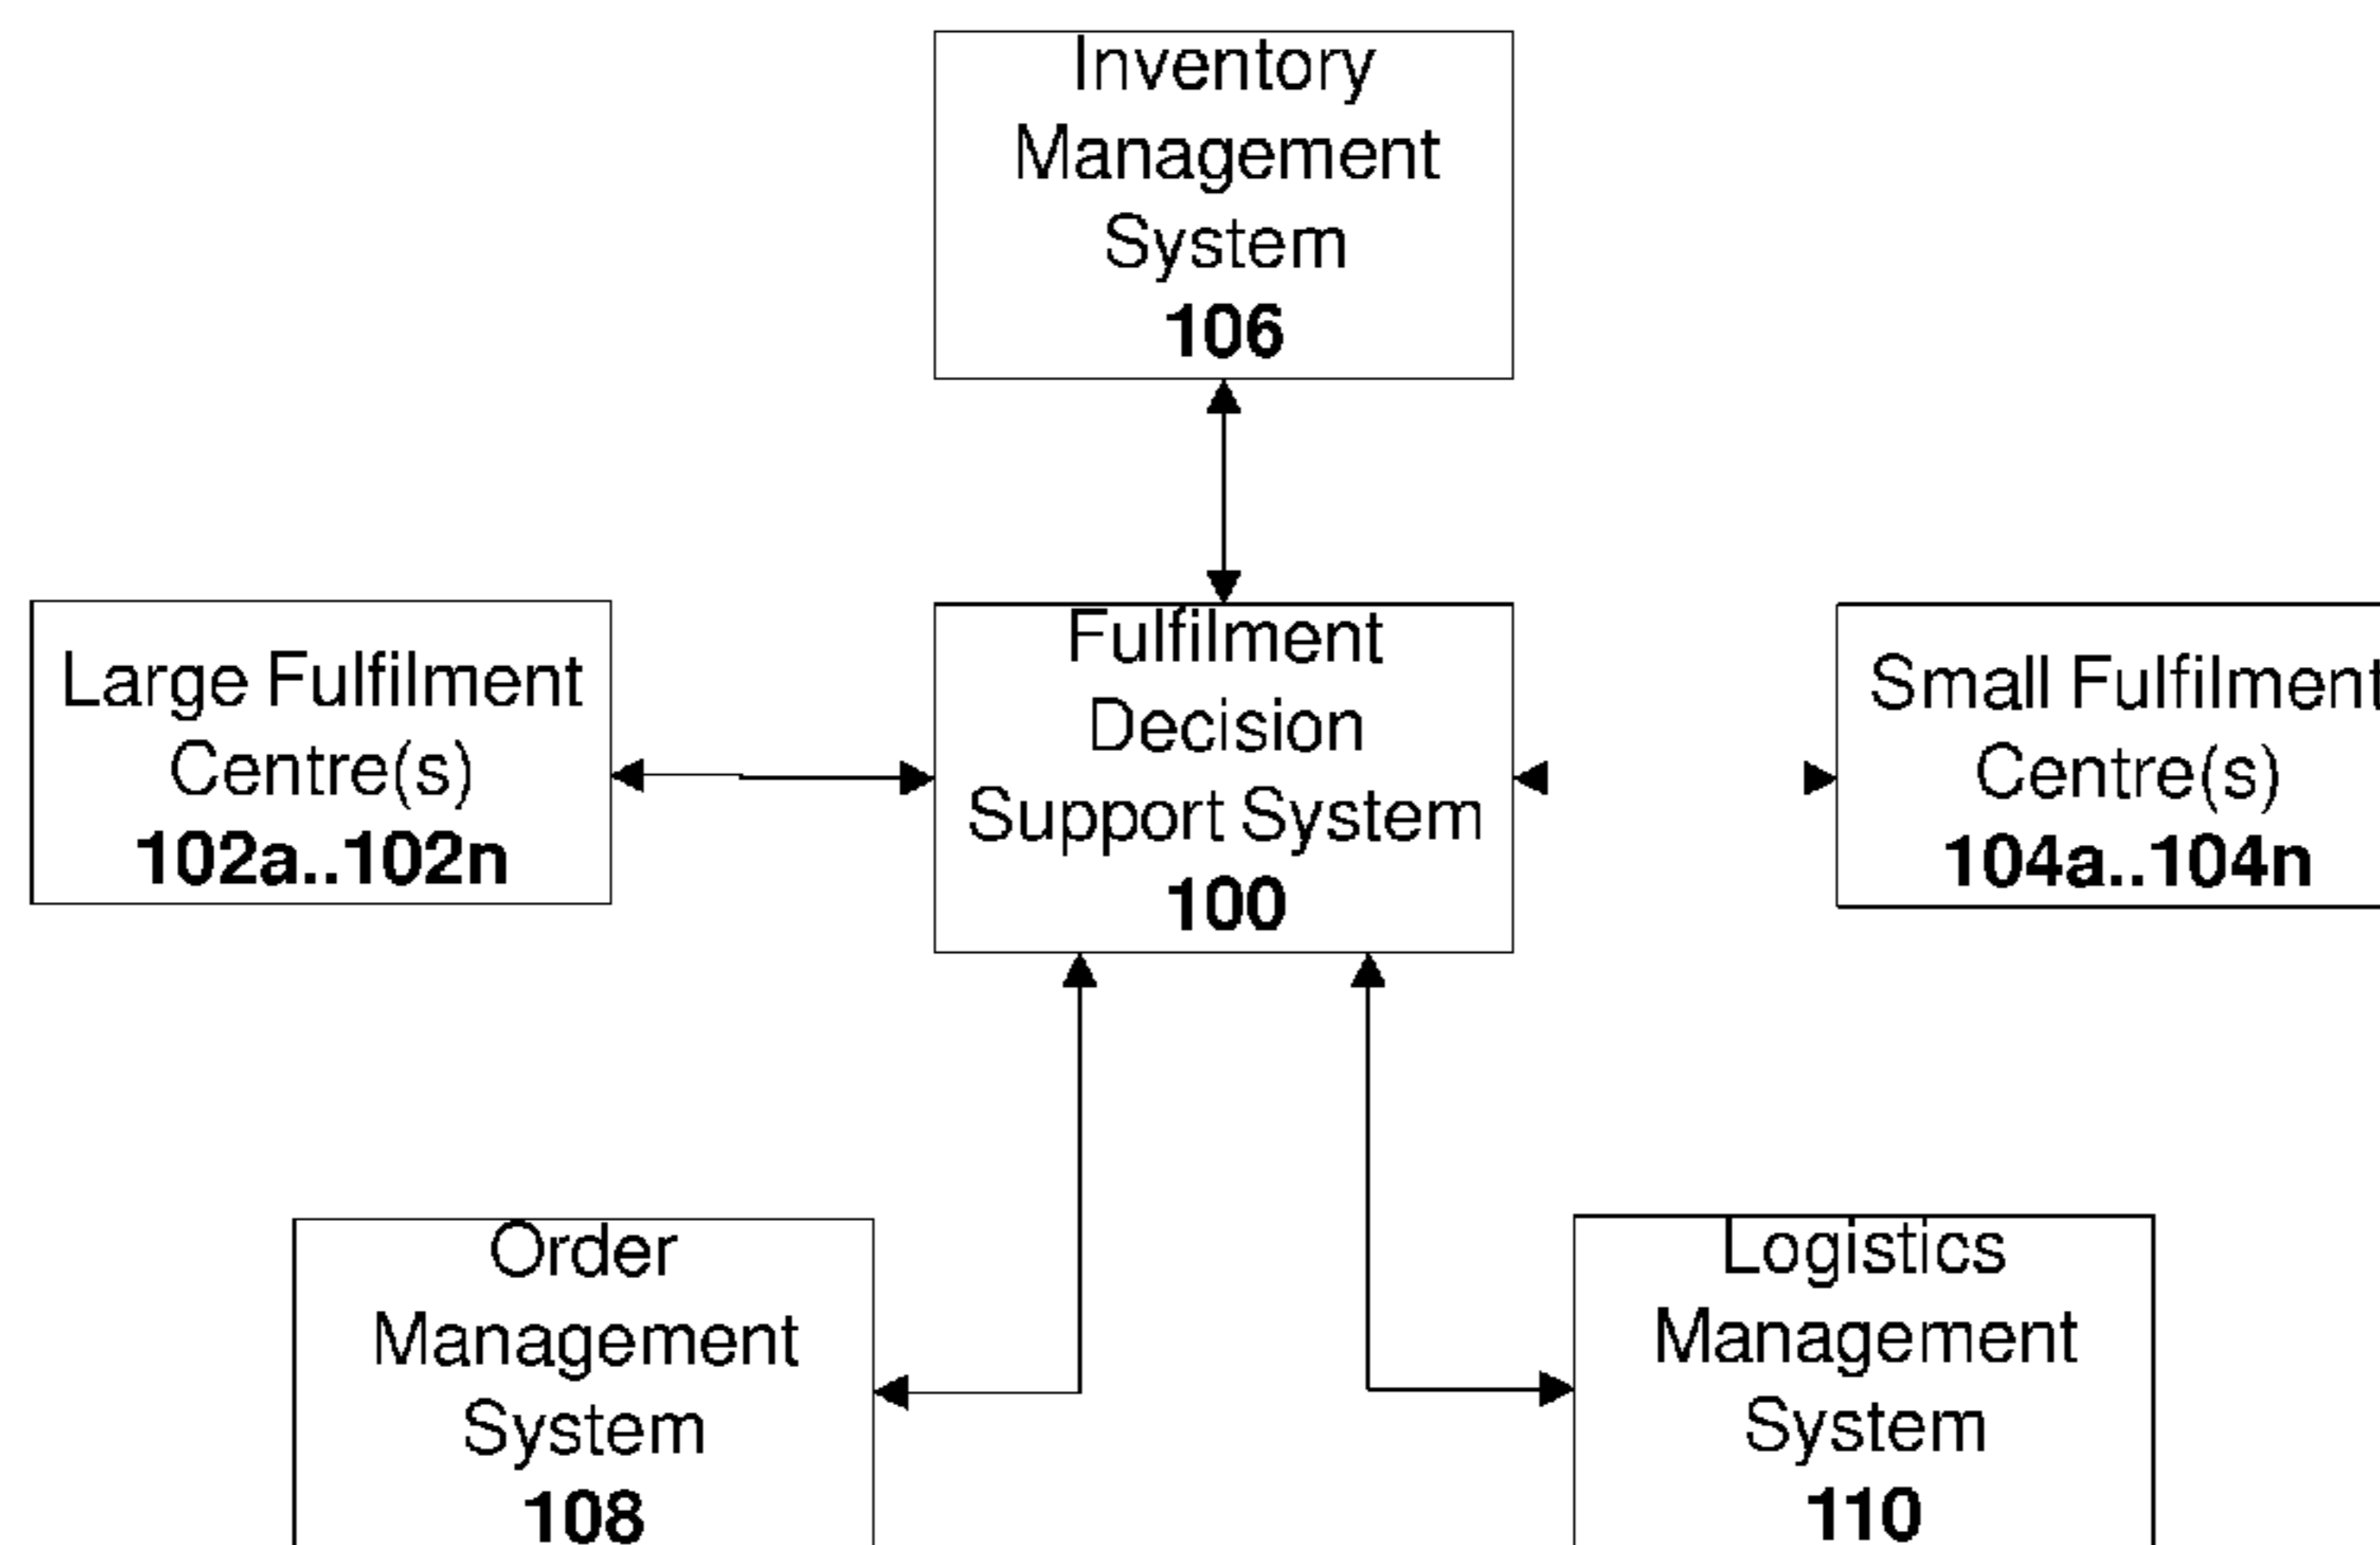 Inventory
Management
System
106
Large Fulfilment
Centre(s)
102a..102n
Fulfilment
Decision
Support System
100
Small Fulfilment
Centre(s)
104a..104n
Order
Management
System
108
Logistics
Management
System
110